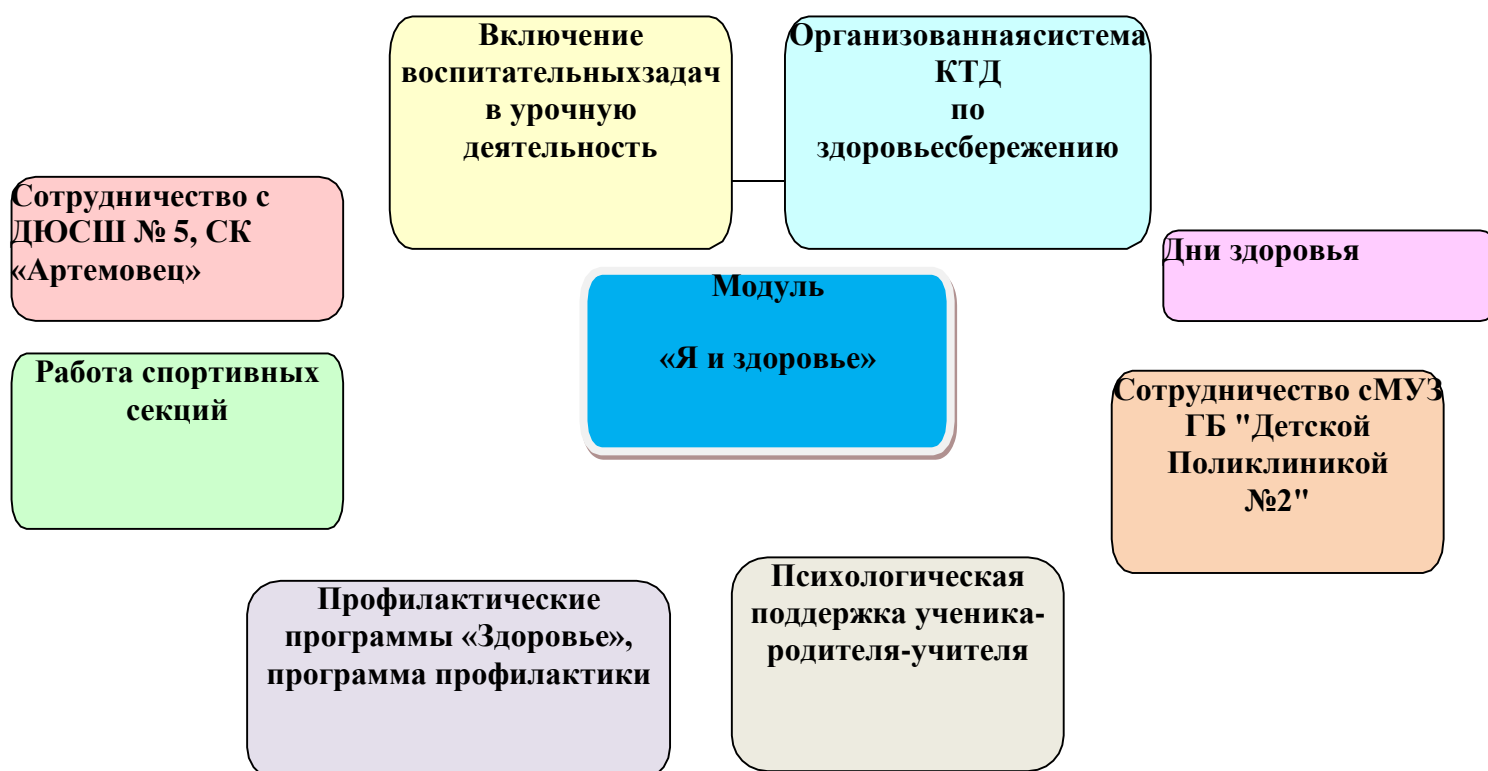 Включение
воспитательныхзадач
в урочную
деятельность
Организованнаясистема
КТД
по
здоровьесбережению
Сотрудничество с
ДЮСШ № 5, СК
«Артемовец»
Дни здоровья
Модуль
«Я и здоровье»
Работа спортивных
секций
Сотрудничество сМУЗ
ГБ "Детской
Поликлиникой
№2"
Профилактические
программы «Здоровье»,
программа профилактики
Психологическая
поддержка ученика-
родителя-учителя